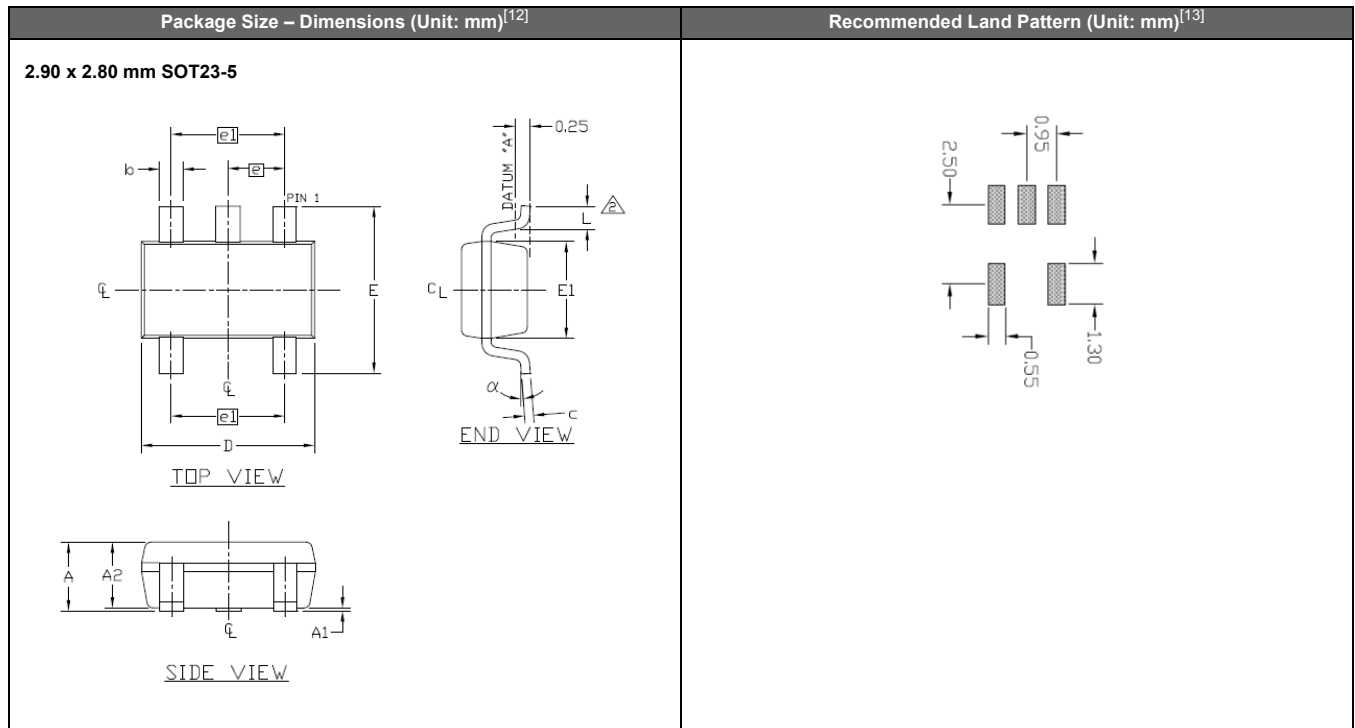 Package Size – Dimensions (Unit: mm)[12]
Recommended Land Pattern (Unit: mm)[13]
2.90 x 2.80 mm SOT23-5
e1
b
e
PIN 1
E
℄
℄
e1
D
TOP VIEW
DATUM "A"
0.25
2
L
CL
E1
α
c
END VIEW
A
A2
A1
℄
SIDE VIEW
0.95
2.50
1.30
0.55